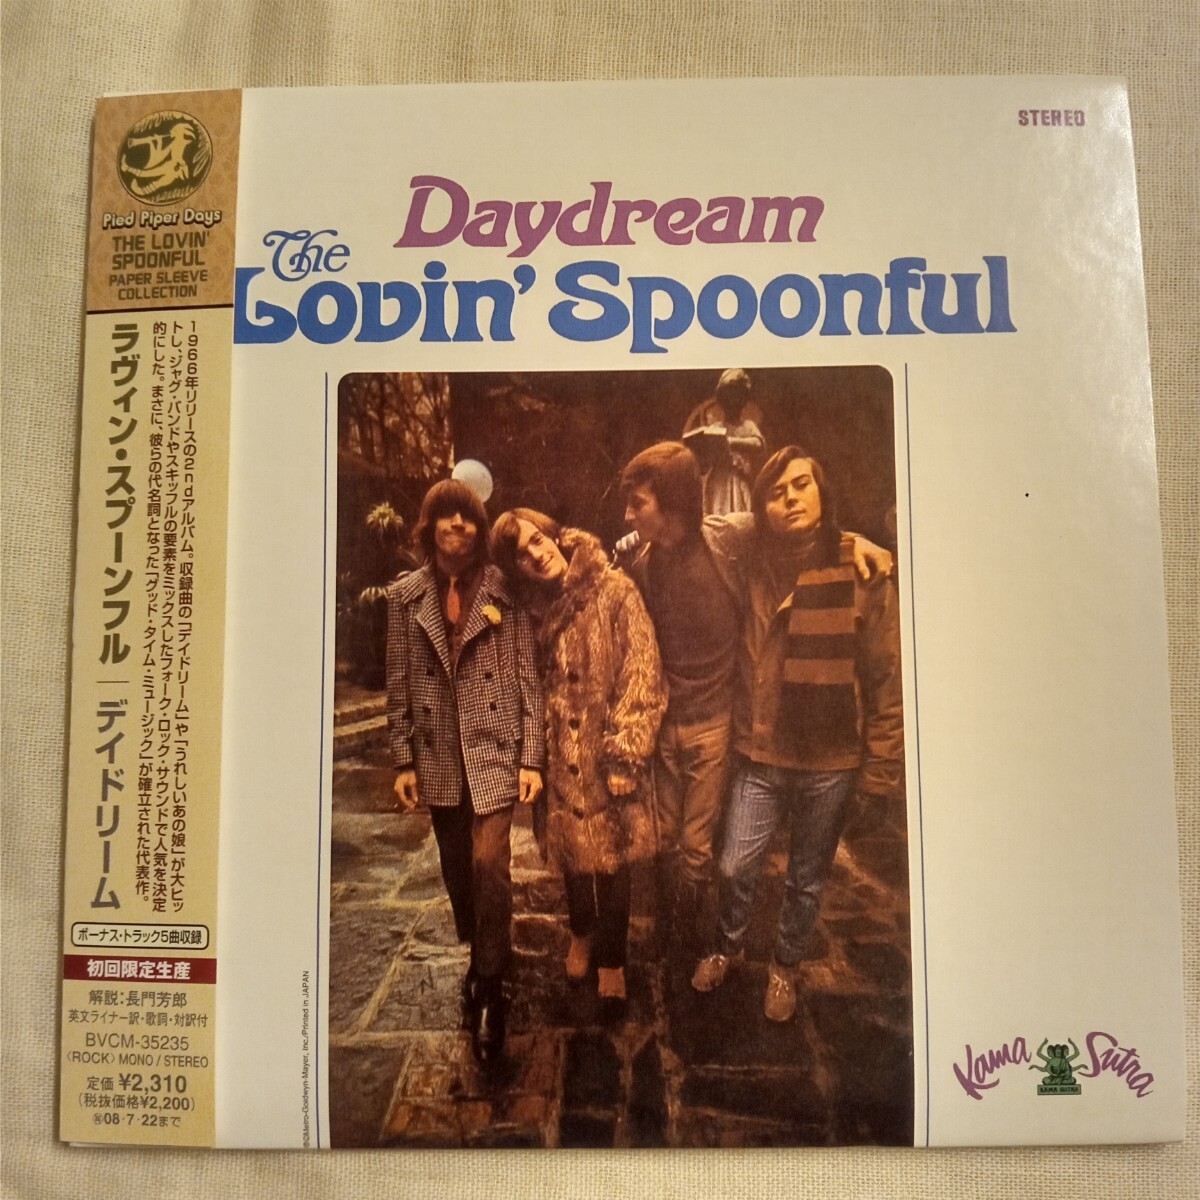 STEREO
Daydream
The
Lovin' Spoonful
Pied Piper Days
THE LOVIN'
SPOONFUL
PAPER SLEEVE
COLLECTION
1966年リリースの2ndアルバム。収録曲の「デイドリーム」や「うれしいあの娘」が大ヒッ
トし、ジャグ・バンドやスキッフルの要素をミックスしたフォーク・ロック・サウンドで人気を決定
的にした。まさに、彼らの代名詞となった「グッド・タイム・ミュージック」が確立された代表作。
ラヴィン・スプーンフル｜デイドリーム
ボーナス・トラック5曲収録
初回限定生産
解説:長門芳郎
英文ライナー訳・歌詞・対訳付
BVCM-35235
〈ROCK〉MONO/STEREO
定価 ¥2,310
(税抜価格¥2,200)
08・7・22まで
Metro-Goldwyn-Mayer, Inc./Printed in JAPAN
Kama Sutra
KAMA SUTRA